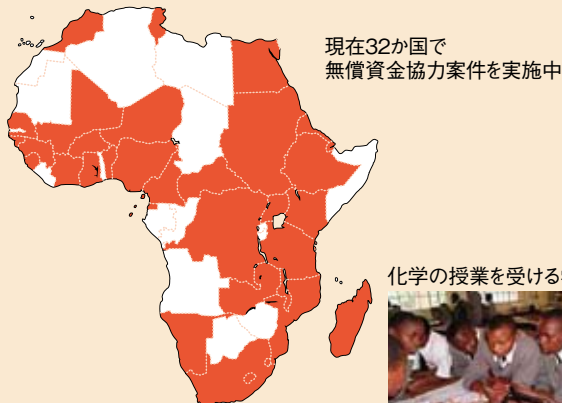 現在32か国で
無償資金協力案件を実施中
化学の授業を受ける